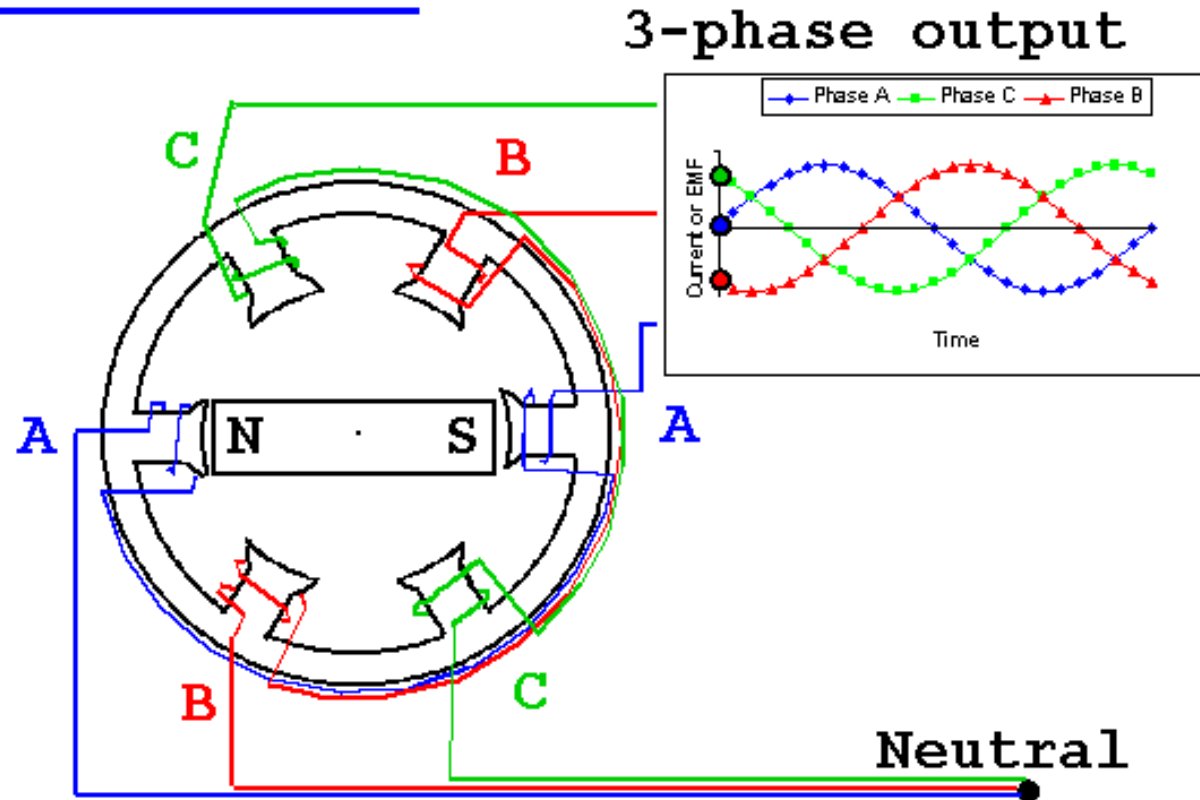 3-phase output
Phase A Phase C Phase B
C
B
Current or EMF
Time
A
N
S
A
B
C
Neutral